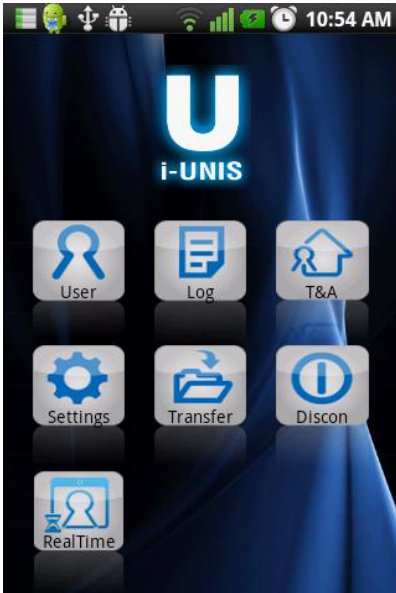 10:54 AM
U
i-UNIS
User
Log
T&A
Settings
Transfer
Discon
RealTime